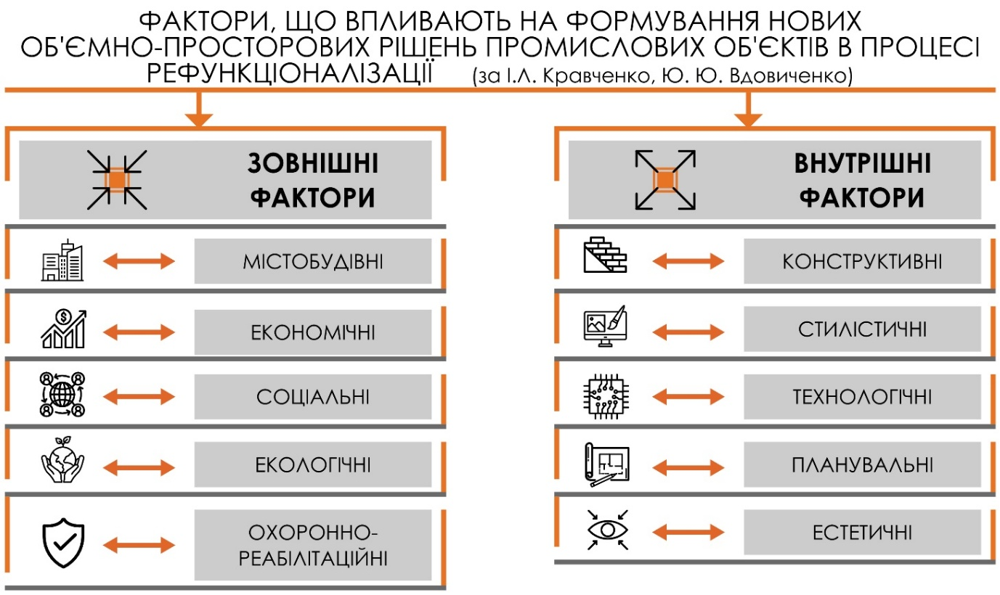 ФАКТОРИ, ЩО ВПЛИВАЮТЬ НА ФОРМУВАННЯ НОВИХ
ОБ'ЄМНО-ПРОСТОРОВИХ РІШЕНЬ ПРОМИСЛОВИХ ОБ'ЄКТІВ В ПРОЦЕСІ
РЕФУНКЦІОНАЛІЗАЦІЇ (за І.Л. Кравченко, Ю. Ю. Вдовиченко)
ЗОВНІШНІ
ФАКТОРИ
МІСТОБУДІВНІ
ЕКОНОМІЧНІ
$
СОЦІАЛЬНІ
ЕКОЛОГІЧНІ
ОХОРОННО-
РЕАБІЛІТАЦІЙНІ
ВНУТРІШНІ
ФАКТОРИ
КОНСТРУКТИВНІ
СТИЛІСТИЧНІ
ТЕХНОЛОГІЧНІ
ПЛАНУВАЛЬНІ
ЕСТЕТИЧНІ